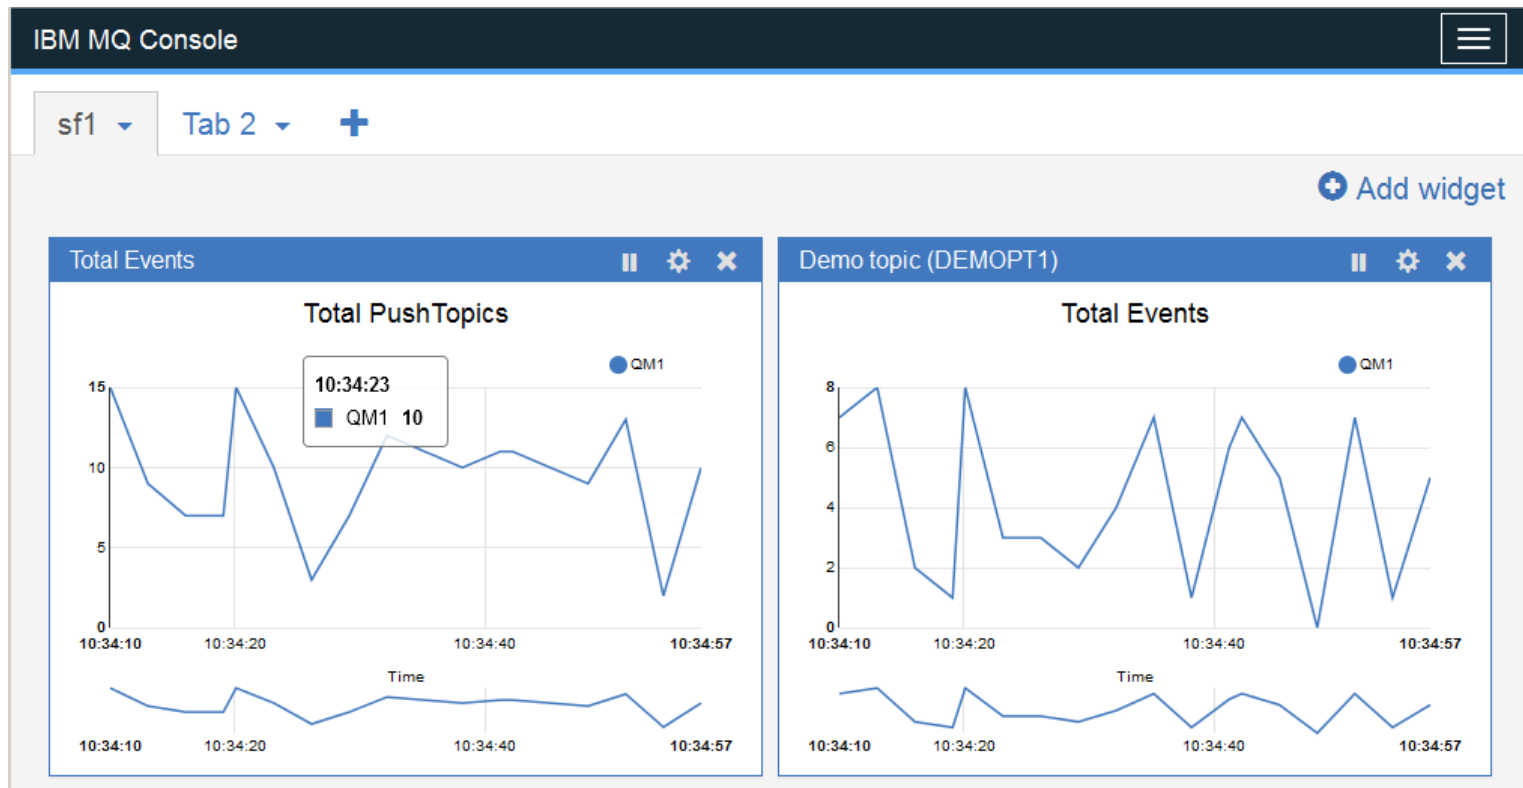 IBM MQ Console
sf1 Tab 2
Add widget
Total Events
Total PushTopics
QM1
10:34:23
QM1 10
15
10
5
0
10:34:10 10:34:20 10:34:40 10:34:57
Time
10:34:10 10:34:20 10:34:40 10:34:57
Demo topic (DEMOPT1)
Total Events
QM1
8
6
4
2
0
10:34:10 10:34:20 10:34:40 10:34:57
Time
10:34:10 10:34:20 10:34:40 10:34:57